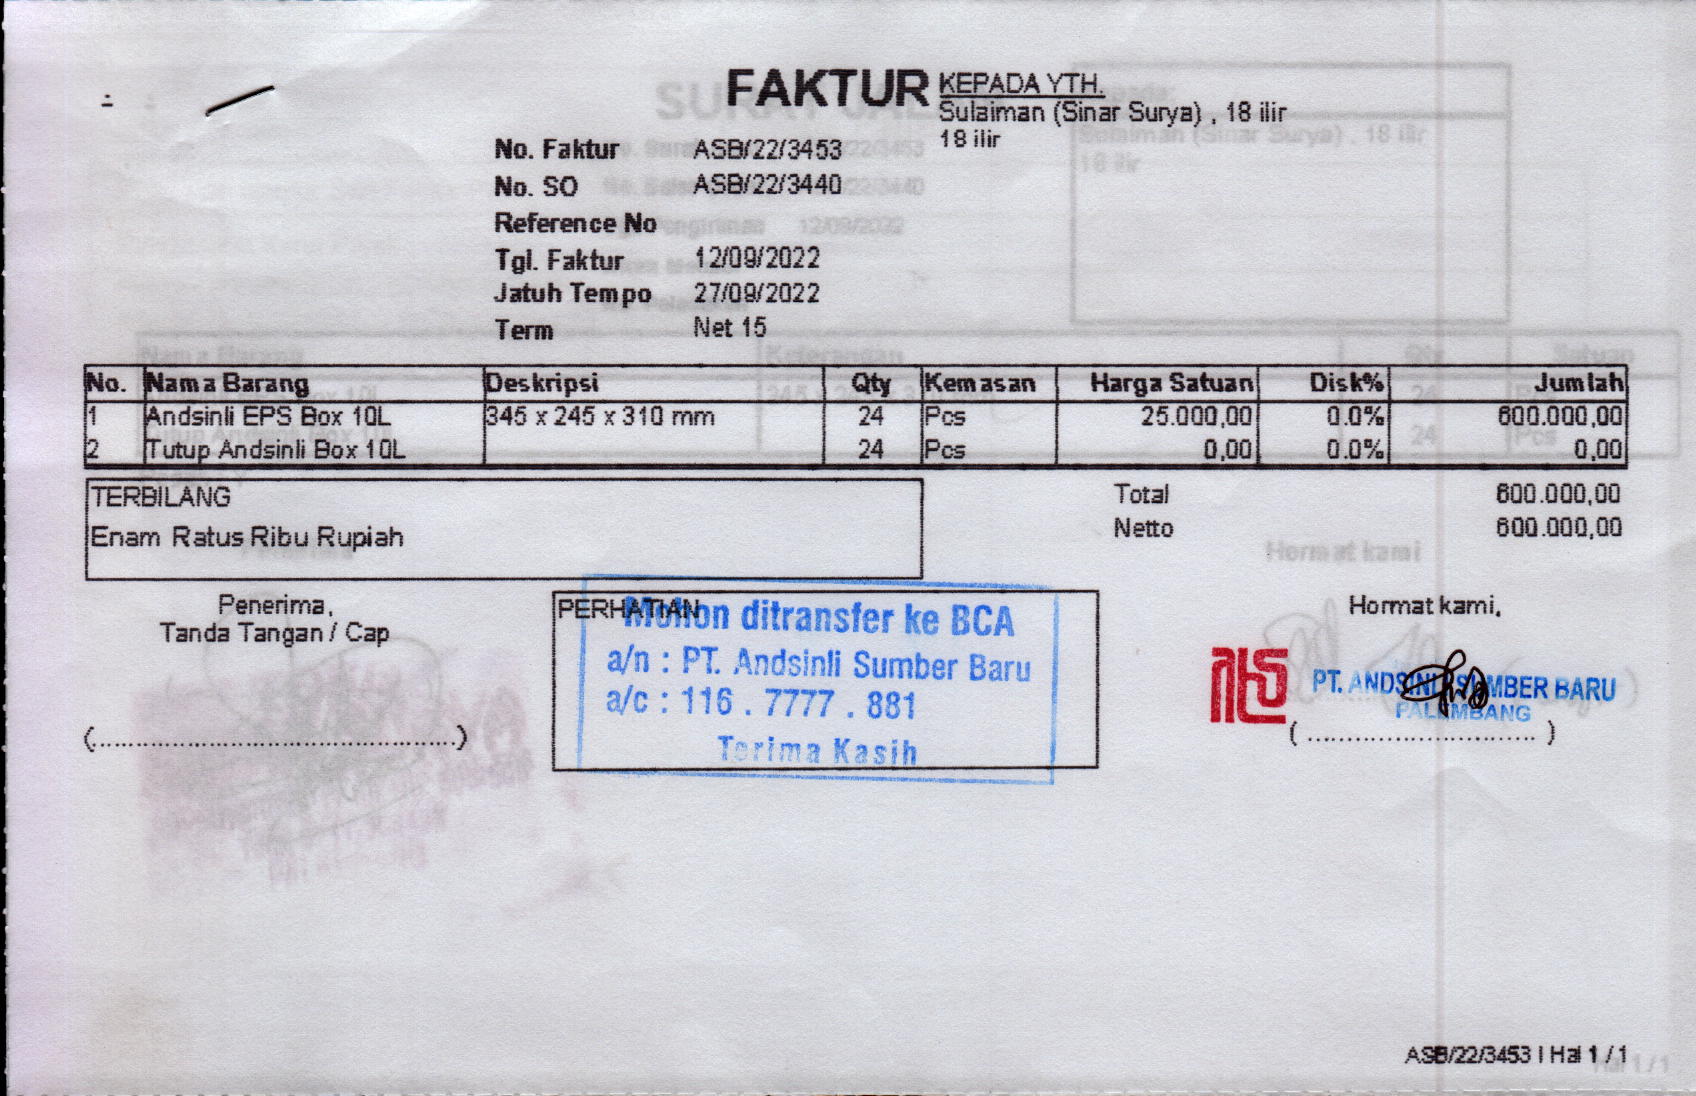 FAKTUR
KEPADA YTH.
Sulaiman (Sinar Surya) , 18 ilir
18 ilir
No. Faktur ASB/22/3453
No. SO ASB/22/3440
Reference No
Tgl. Faktur 12/09/2022
Jatuh Tempo 27/09/2022
Term Net 15
No. Nama Barang Deskripsi Qty Kemasan Harga Satuan Disk% Jumlah
1 Andsinli EPS Box 10L 345 x 245 x 310 mm 24 Pcs 25.000,00 0.0% 600.000,00
2 Tutup Andsinli Box 10L 24 Pcs 0,00 0.0% 0,00
TERBILANG
Enam Ratus Ribu Rupiah
Total 600.000,00
Netto 600.000,00
Penerima,
Tanda Tangan / Cap
(............................................)
PERHATIAN
Mohon ditransfer ke BCA
a/n : PT. Andsinli Sumber Baru
a/c : 116 . 7777 . 881
Terima Kasih
Hormat kami,
PT. ANDSINLI SUMBER BARU
PALEMBANG
( ............................ )
ASB/22/3453 | Hal 1 / 1